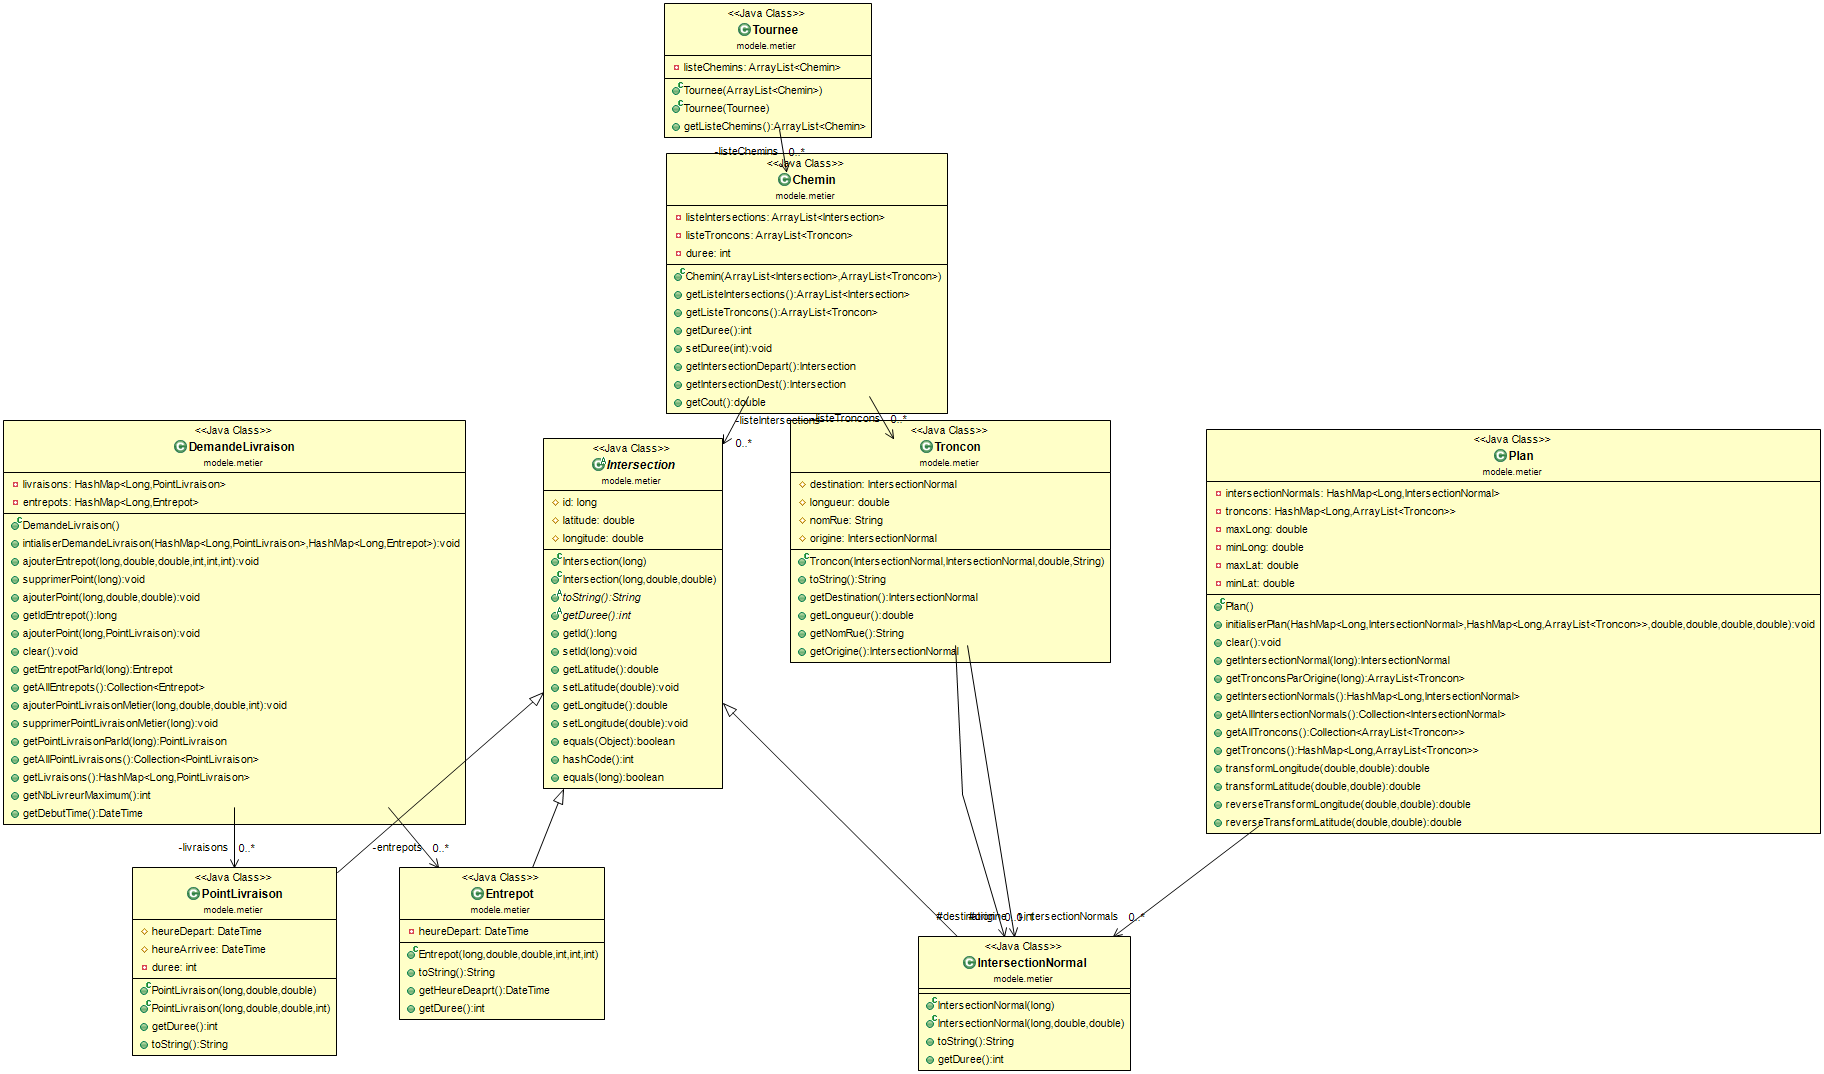 <<Java Class>>
Tournee
modele.metier
listeChemins: ArrayList<Chemin>
Tournee(ArrayList<Chemin>)
Tournee(Tournee)
getListeChemins():ArrayList<Chemin>
-listeChemins 0..*
<<Java Class>>
Chemin
modele.metier
listeIntersections: ArrayList<Intersection>
listeTroncons: ArrayList<Troncon>
duree: int
Chemin(ArrayList<Intersection>,ArrayList<Troncon>)
getListeIntersections():ArrayList<Intersection>
getListeTroncons():ArrayList<Troncon>
getDuree():int
setDuree(int):void
getIntersectionDepart():Intersection
getIntersectionDest():Intersection
getCout():double
-listeIntersections
0..*
-listeTroncons 0..*
<<Java Class>>
DemandeLivraison
modele.metier
livraisons: HashMap<Long,PointLivraison>
entrepots: HashMap<Long,Entrepot>
DemandeLivraison()
intialiserDemandeLivraison(HashMap<Long,PointLivraison>,HashMap<Long,Entrepot>):void
ajouterEntrepot(long,double,double,int,int,int):void
supprimerPoint(long):void
ajouterPoint(long,double,double):void
getIdEntrepot():long
ajouterPoint(long,PointLivraison):void
clear():void
getEntrepotParId(long):Entrepot
getAllEntrepots():Collection<Entrepot>
ajouterPointLivraisonMetier(long,double,double,int):void
supprimerPointLivraisonMetier(long):void
getPointLivraisonParId(long):PointLivraison
getAllPointLivraisons():Collection<PointLivraison>
getLivraisons():HashMap<Long,PointLivraison>
getNbLivreurMaximum():int
getDebutTime():DateTime
-livraisons 0..*
-entrepots 0..*
<<Java Class>>
Intersection
modele.metier
id: long
latitude: double
longitude: double
Intersection(long)
Intersection(long,double,double)
toString():String
getDuree():int
getId():long
setId(long):void
getLatitude():double
setLatitude(double):void
getLongitude():double
setLongitude(double):void
equals(Object):boolean
hashCode():int
equals(long):boolean
<<Java Class>>
Troncon
modele.metier
destination: IntersectionNormal
longueur: double
nomRue: String
origine: IntersectionNormal
Troncon(IntersectionNormal,IntersectionNormal,double,String)
toString():String
getDestination():IntersectionNormal
getLongueur():double
getNomRue():String
getOrigine():IntersectionNormal
<<Java Class>>
Plan
modele.metier
intersectionNormals: HashMap<Long,IntersectionNormal>
troncons: HashMap<Long,ArrayList<Troncon>>
maxLong: double
minLong: double
maxLat: double
minLat: double
Plan()
initialiserPlan(HashMap<Long,IntersectionNormal>,HashMap<Long,ArrayList<Troncon>>,double,double,double,double):void
clear():void
getIntersectionNormal(long):IntersectionNormal
getTronconsParOrigine(long):ArrayList<Troncon>
getIntersectionNormals():HashMap<Long,IntersectionNormal>
getAllIntersectionNormals():Collection<IntersectionNormal>
getAllTroncons():Collection<ArrayList<Troncon>>
getTroncons():HashMap<Long,ArrayList<Troncon>>
transformLongitude(double,double):double
transformLatitude(double,double):double
reverseTransformLongitude(double,double):double
reverseTransformLatitude(double,double):double
-intersectionNormals 0..*
<<Java Class>>
PointLivraison
modele.metier
heureDepart: DateTime
heureArrivee: DateTime
duree: int
PointLivraison(long,double,double)
PointLivraison(long,double,double,int)
getDuree():int
toString():String
<<Java Class>>
Entrepot
modele.metier
heureDepart: DateTime
Entrepot(long,double,double,int,int,int)
toString():String
getHeureDeaprt():DateTime
getDuree():int
<<Java Class>>
IntersectionNormal
modele.metier
IntersectionNormal(long)
IntersectionNormal(long,double,double)
toString():String
getDuree():int